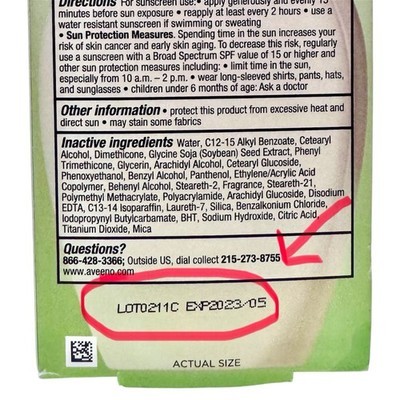 Directions For sunscreen use: • apply generously and evenly 15
minutes before sun exposure • reapply at least every 2 hours • use a
water resistant sunscreen if swimming or sweating
• Sun Protection Measures. Spending time in the sun increases your
risk of skin cancer and early skin aging. To decrease this risk, regularly
use a sunscreen with a Broad Spectrum SPF value of 15 or higher and
other sun protection measures including: • limit time in the sun,
especially from 10 a.m. – 2 p.m. • wear long-sleeved shirts, pants, hats,
and sunglasses • children under 6 months of age: Ask a doctor
Other information • protect this product from excessive heat and
direct sun • may stain some fabrics
Inactive ingredients Water, C12-15 Alkyl Benzoate, Cetearyl
Alcohol, Dimethicone, Glycine Soja (Soybean) Seed Extract, Phenyl
Trimethicone, Glycerin, Arachidyl Alcohol, Cetearyl Glucoside,
Phenoxyethanol, Benzyl Alcohol, Panthenol, Ethylene/Acrylic Acid
Copolymer, Behenyl Alcohol, Steareth-2, Fragrance, Steareth-21,
Polymethyl Methacrylate, Polyacrylamide, Arachidyl Glucoside, Disodium
EDTA, C13-14 Isoparaffin, Laureth-7, Silica, Benzalkonium Chloride,
Iodopropynyl Butylcarbamate, BHT, Sodium Hydroxide, Citric Acid,
Titanium Dioxide, Mica
Questions?
866-428-3366; Outside US, dial collect 215-273-8755
www.aveeno.com
LOT0211C EXP2023/05
ACTUAL SIZE